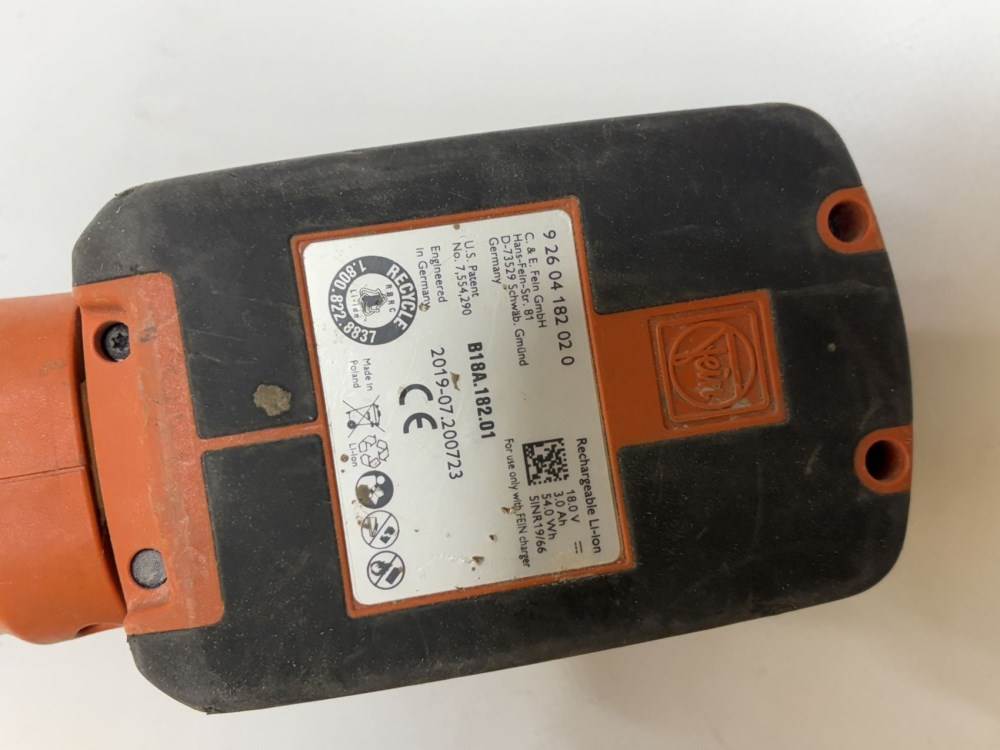 9 26 04 182 02 0
C. & E. Fein GmbH
Hans-Fein-Str. 81
D-73529 Schwäb. Gmünd
Germany
Rechargeable Li-Ion
18.0 V
3.0 Ah
54.0 Wh
5INR19/66
For use only with FEIN charger
U.S. Patent
No. 7,554,290
B18A.182.01
Engineered
in Germany
2019-07.200723
CE
RECYCLE
RBRC
Li-Ion
1.800.822.8837
Made in
Poland
Li-Ion
Fein